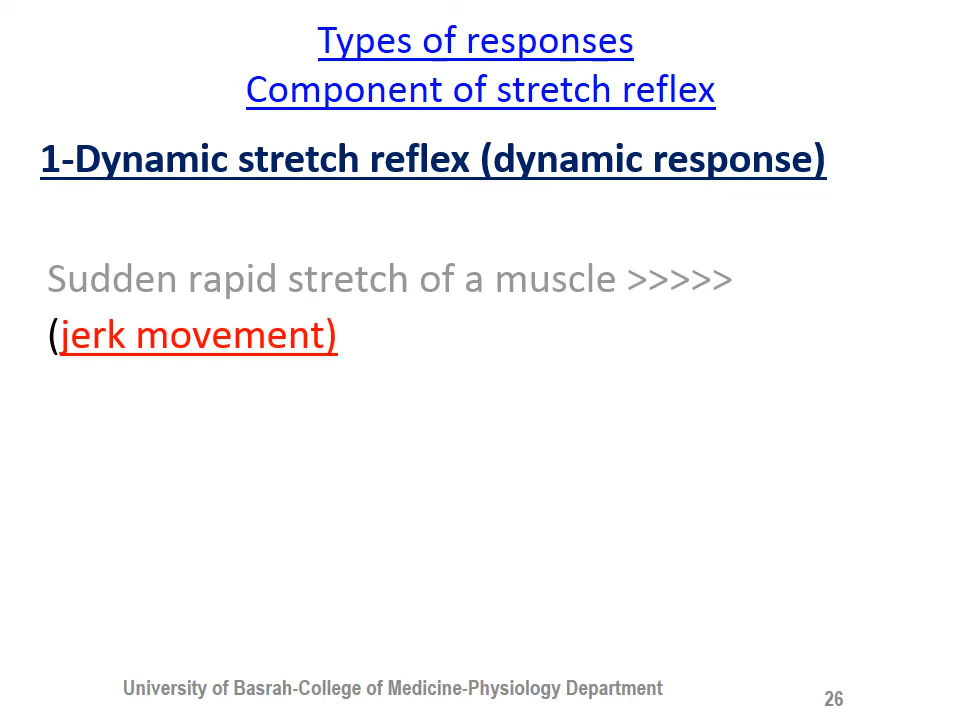 Types of responses
Component of stretch reflex
1-Dynamic stretch reflex (dynamic response)
Sudden rapid stretch of a muscle >>>>>
(jerk movement)
University of Basrah-College of Medicine-Physiology Department
26